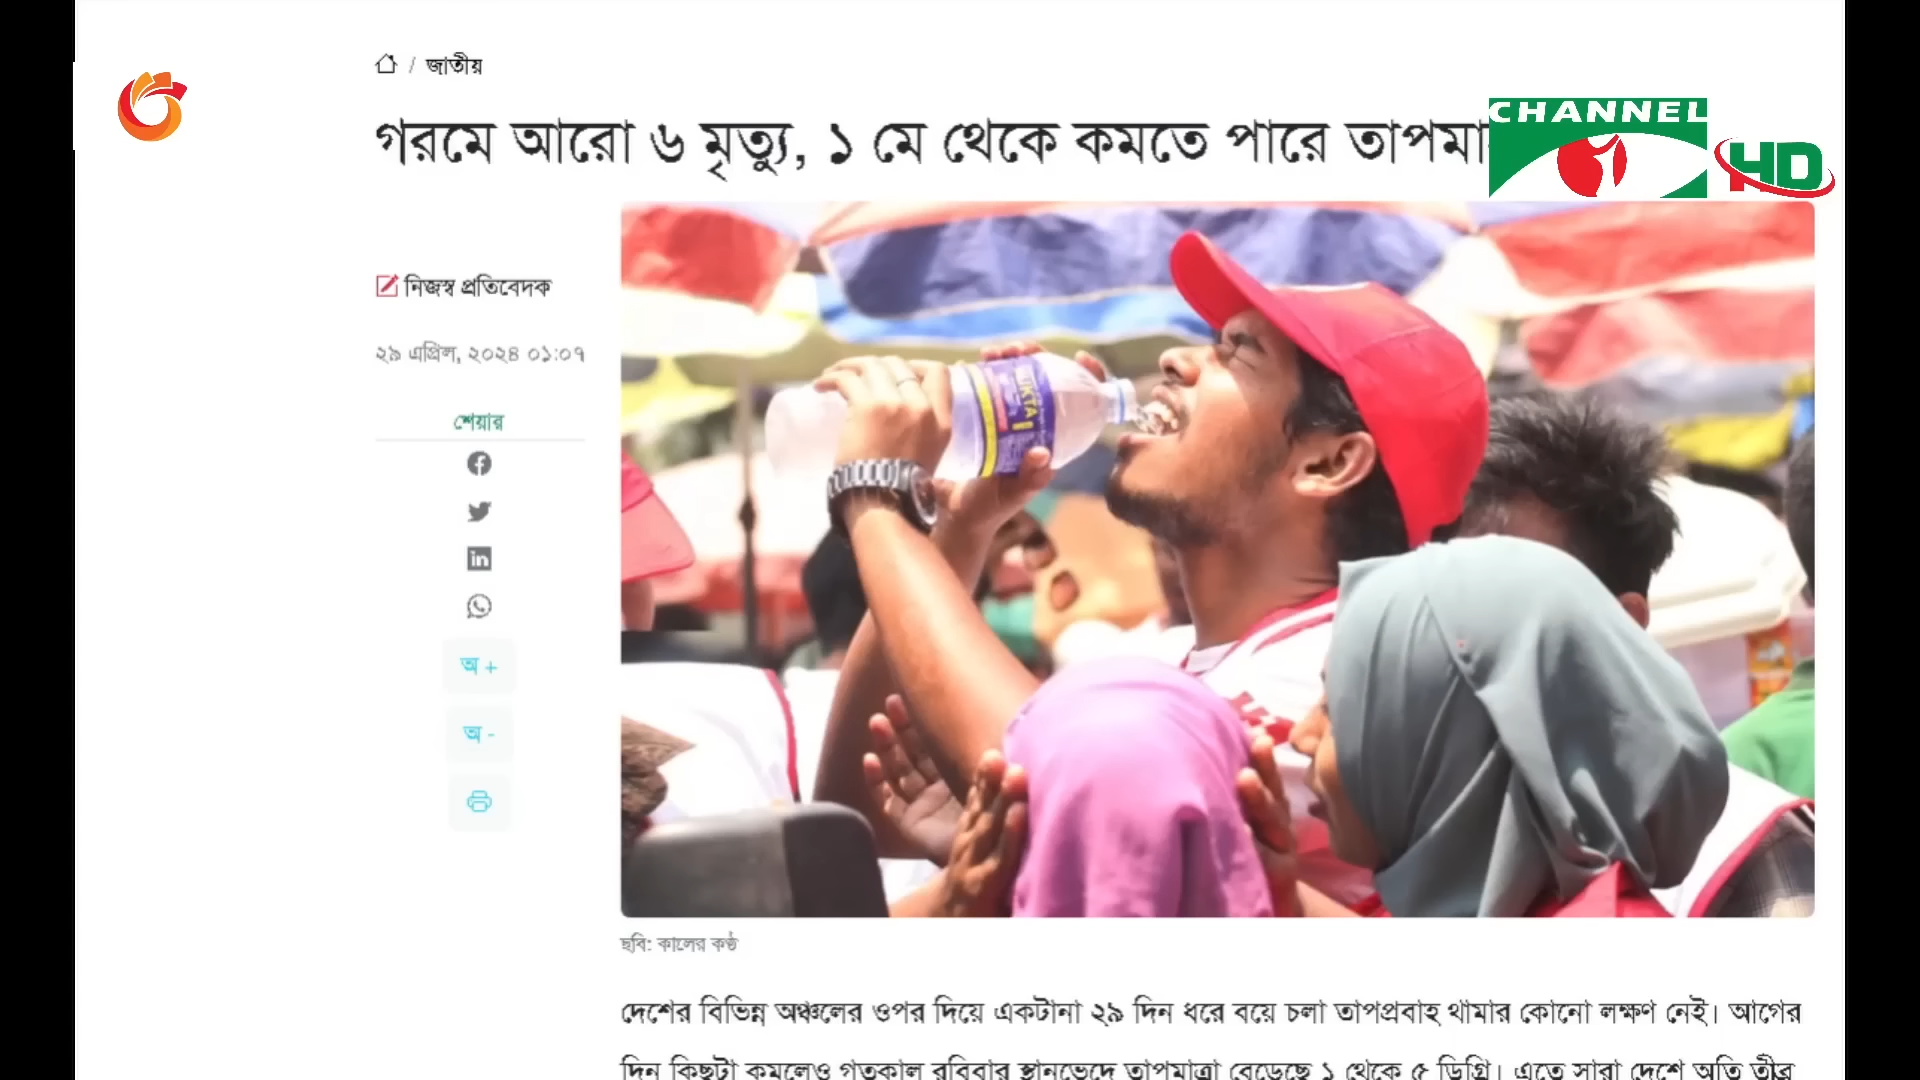 / জাতীয়
গরমে আরো ৬ মৃত্যু, ১ মে থেকে কমতে পারে
CHANNEL
HD
নিজস্ব প্রতিবেদক
২৯ এপ্রিল, ২০২৪ ০১:০৭
শেয়ার
in
অ +
অ -
MUKTA
ছবি: কালের কণ্ঠ
দেশের বিভিন্ন অঞ্চলের ওপর দিয়ে একটানা ২৯ দিন ধরে বয়ে চলা তাপপ্রবাহ থামার কোনো লক্ষণ নেই। আগের
দিন কিছুটা কমলেও গতকাল রবিবার স্থানভেদে তাপমাত্রা বেড়েছে ১ থেকে ৫ ডিগ্রি। এতে সারা দেশে অতি তীব্র